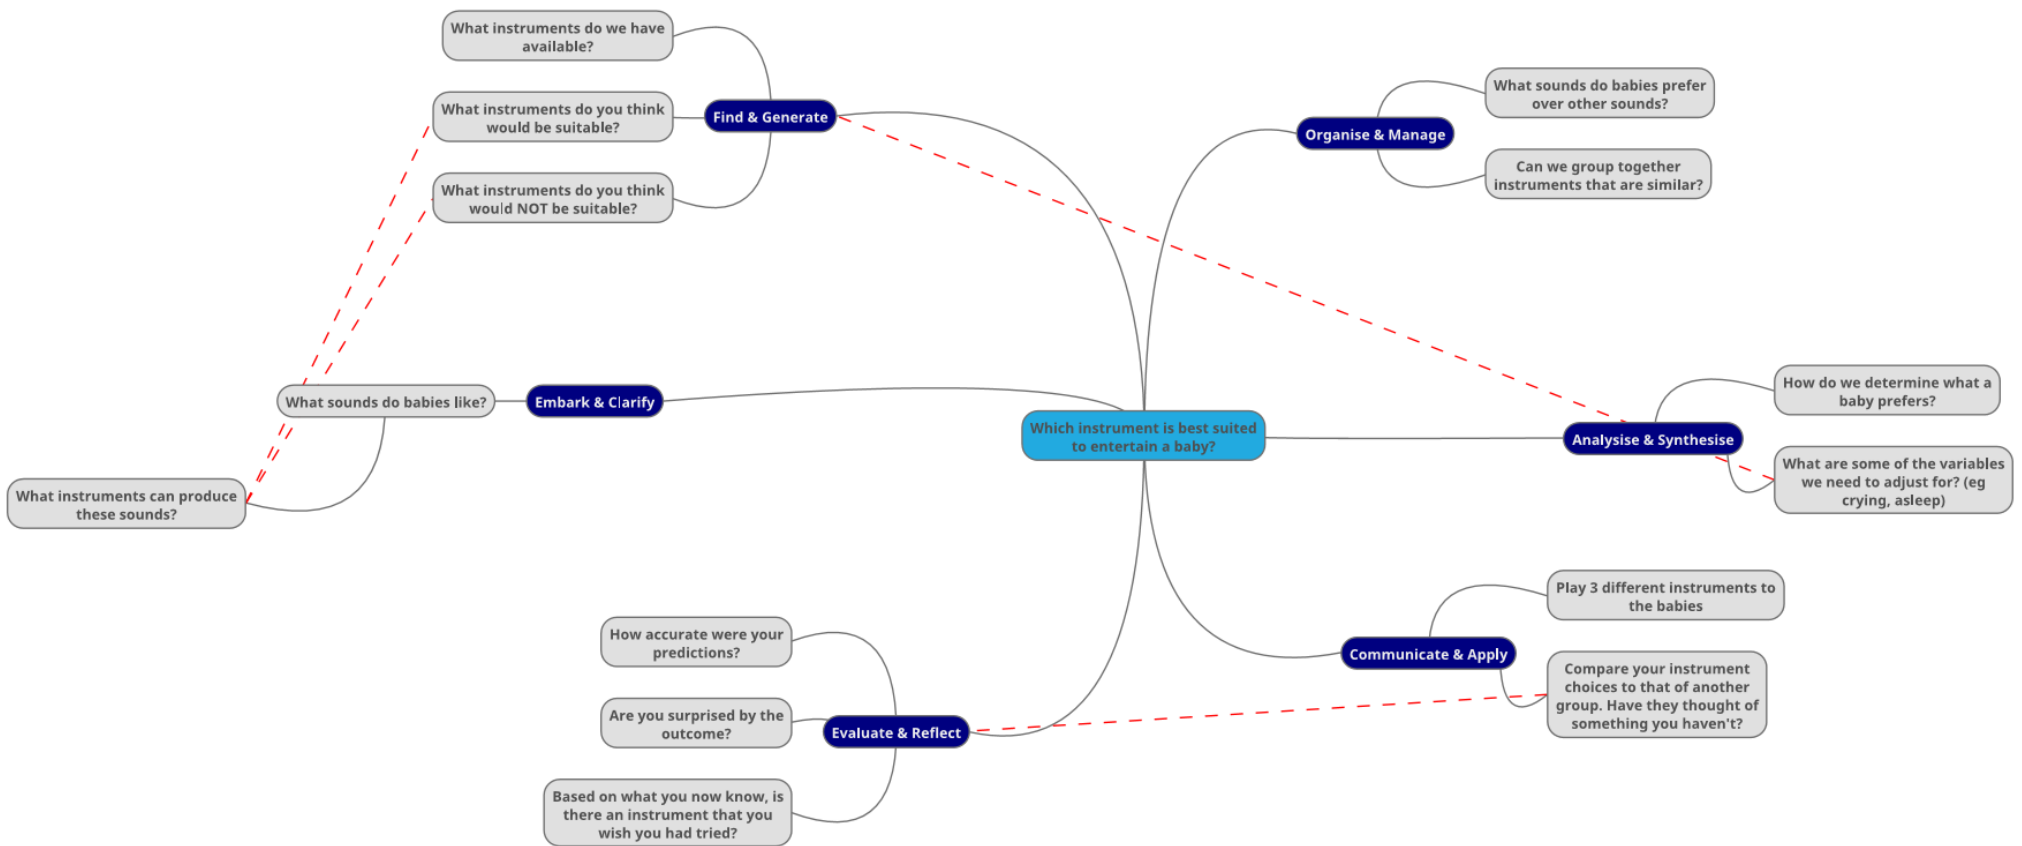 What instruments do we have
available?
What instruments do you think
would be suitable?
What instruments do you think
would NOT be suitable?
Find & Generate
What sounds do babies like?
Embark & Clarify
What instruments can produce
these sounds?
How accurate were your
predictions?
Are you surprised by the
outcome?
Based on what you now know, is
there an instrument that you
wish you had tried?
Evaluate & Reflect
Which instrument is best suited
to entertain a baby?
Organise & Manage
What sounds do babies prefer
over other sounds?
Can we group together
instruments that are similar?
Analysise & Synthesise
How do we determine what a
baby prefers?
What are some of the variables
we need to adjust for? (eg
crying, asleep)
Communicate & Apply
Play 3 different instruments to
the babies
Compare your instrument
choices to that of another
group. Have they thought of
something you haven't?